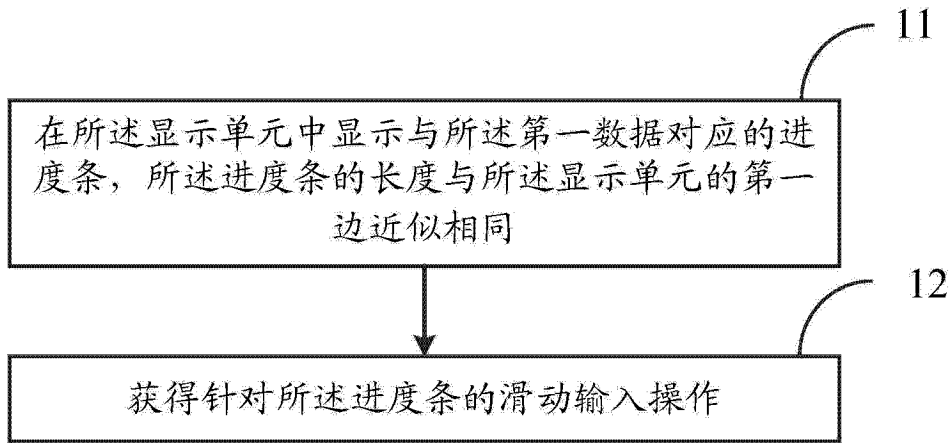 11
在所述显示单元中显示与所述第一数据对应的进
度条，所述进度条的长度与所述显示单元的第一
边近似相同
12
获得针对所述进度条的滑动输入操作